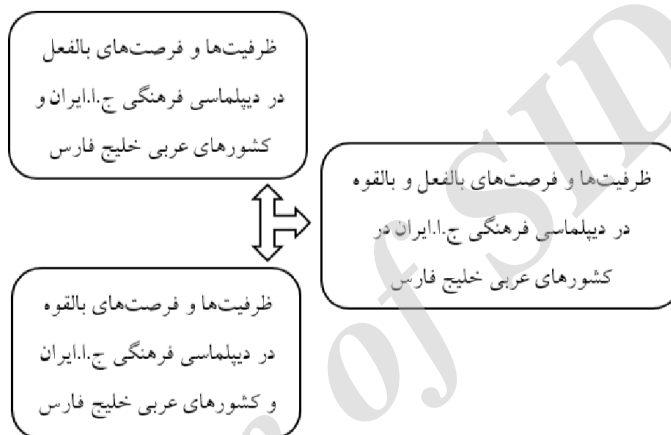 ظرفیت‌ها و فرصت‌های بالفعل
در دیپلماسی فرهنگی ج.ا.ایران و
کشورهای عربی خلیج فارس
ظرفیت‌ها و فرصت‌های بالفعل و بالقوه
در دیپلماسی فرهنگی ج.ا.ایران در
کشورهای عربی خلیج فارس
ظرفیت‌ها و فرصت‌های بالقوه
در دیپلماسی فرهنگی ج.ا.ایران
و کشورهای عربی خلیج فارس
of SID